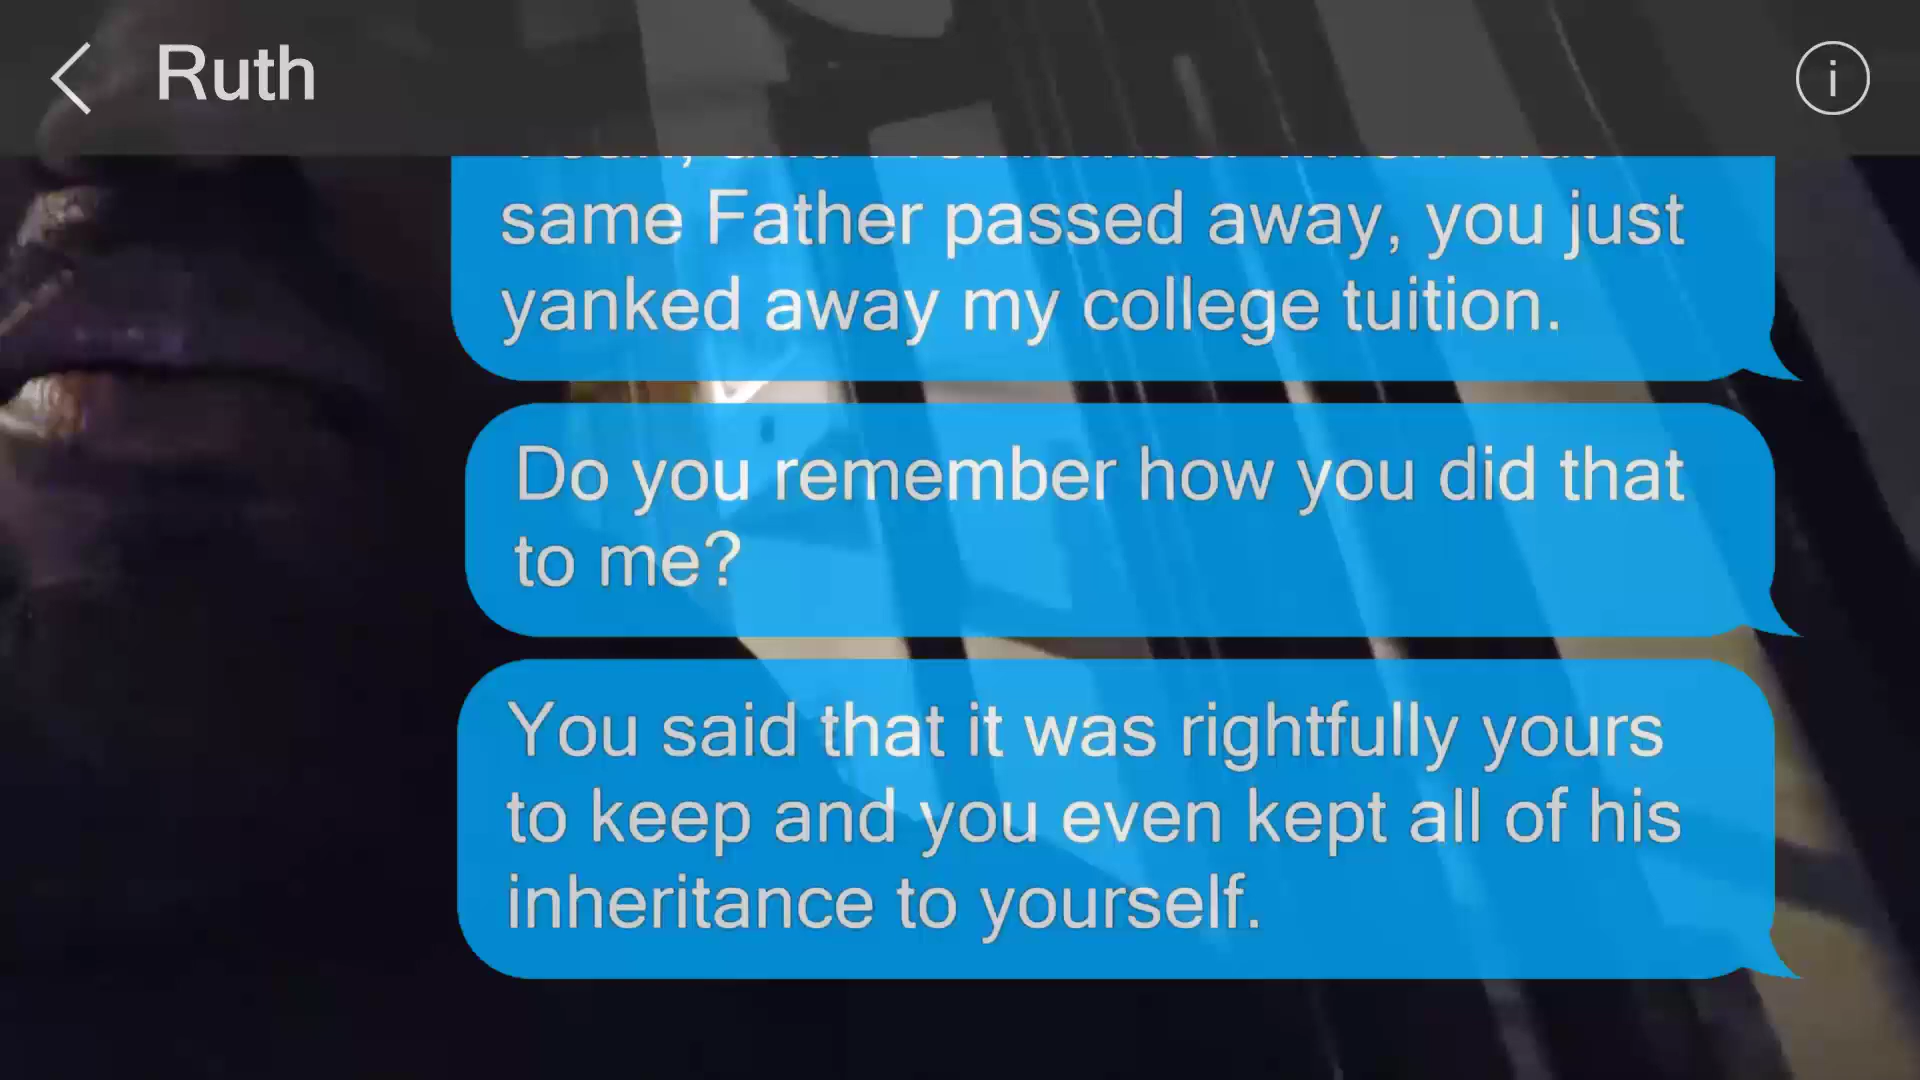 Ruth
same Father passed away, you just
yanked away my college tuition.
Do you remember how you did that
to me?
You said that it was rightfully yours
to keep and you even kept all of his
inheritance to yourself.